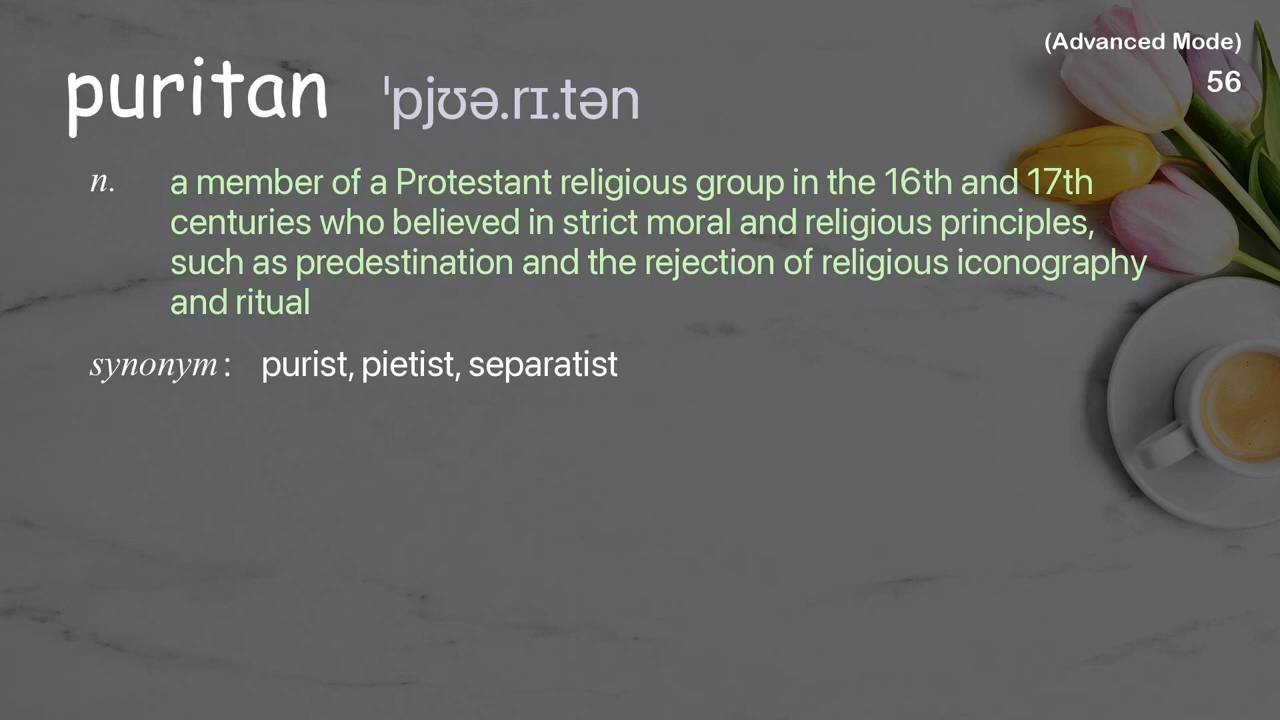 (Advanced Mode)
56
puritan ˈpjʊə.rɪ.tən
n. a member of a Protestant religious group in the 16th and 17th
centuries who believed in strict moral and religious principles,
such as predestination and the rejection of religious iconography
and ritual
synonym: purist, pietist, separatist